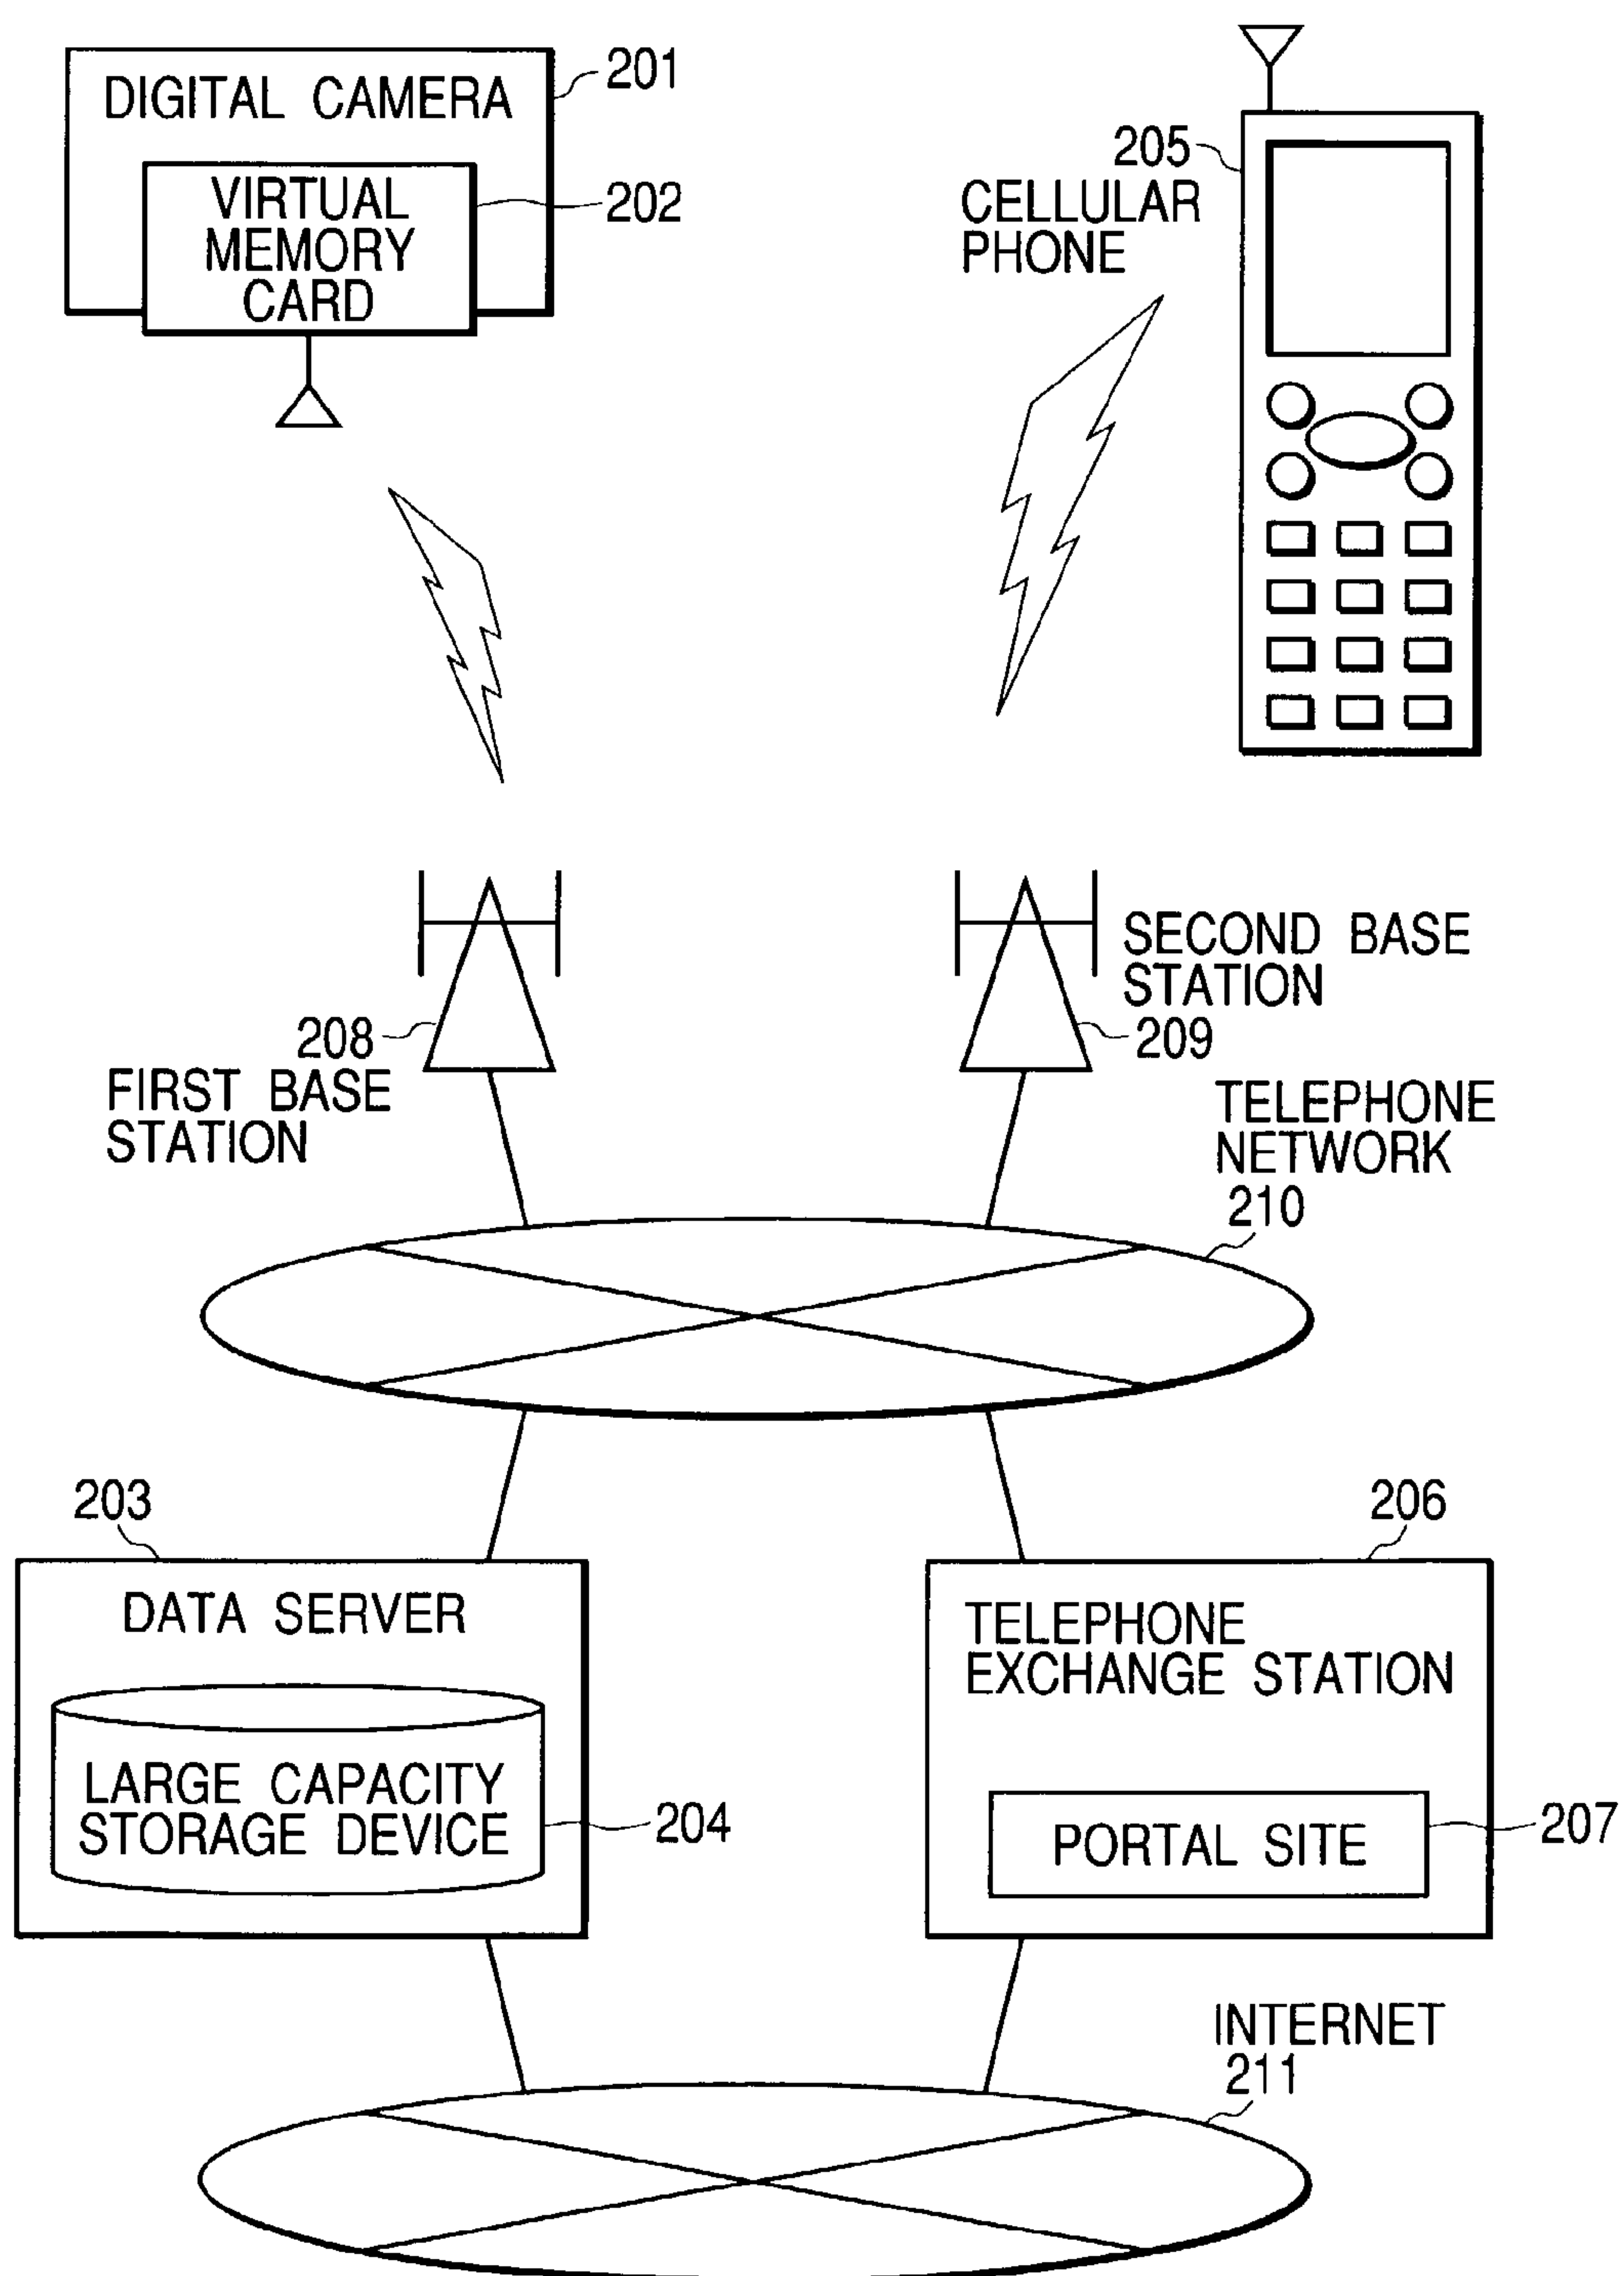 DIGITAL CAMERA
201
VIRTUAL
MEMORY
CARD
202
205
CELLULAR
PHONE
208
FIRST BASE
STATION
SECOND BASE
STATION
209
TELEPHONE
NETWORK
210
203
DATA SERVER
LARGE CAPACITY
STORAGE DEVICE
204
206
TELEPHONE
EXCHANGE STATION
PORTAL SITE
207
INTERNET
211